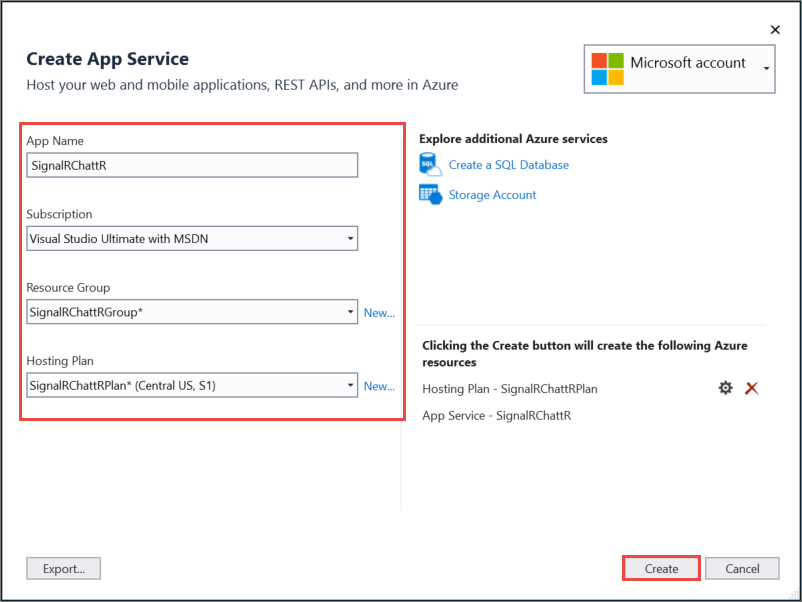 Create App Service
Host your web and mobile applications, REST APIs, and more in Azure
Microsoft account
App Name
SignalRChattR
Subscription
Visual Studio Ultimate with MSDN
Resource Group
SignalRChattRGroup*
New...
Hosting Plan
SignalRChattRPlan* (Central US, S1)
New...
Explore additional Azure services
SQL
Create a SQL Database
Storage Account
Clicking the Create button will create the following Azure
resources
Hosting Plan - SignalRChattRPlan
App Service - SignalRChattR
Export...
Create
Cancel